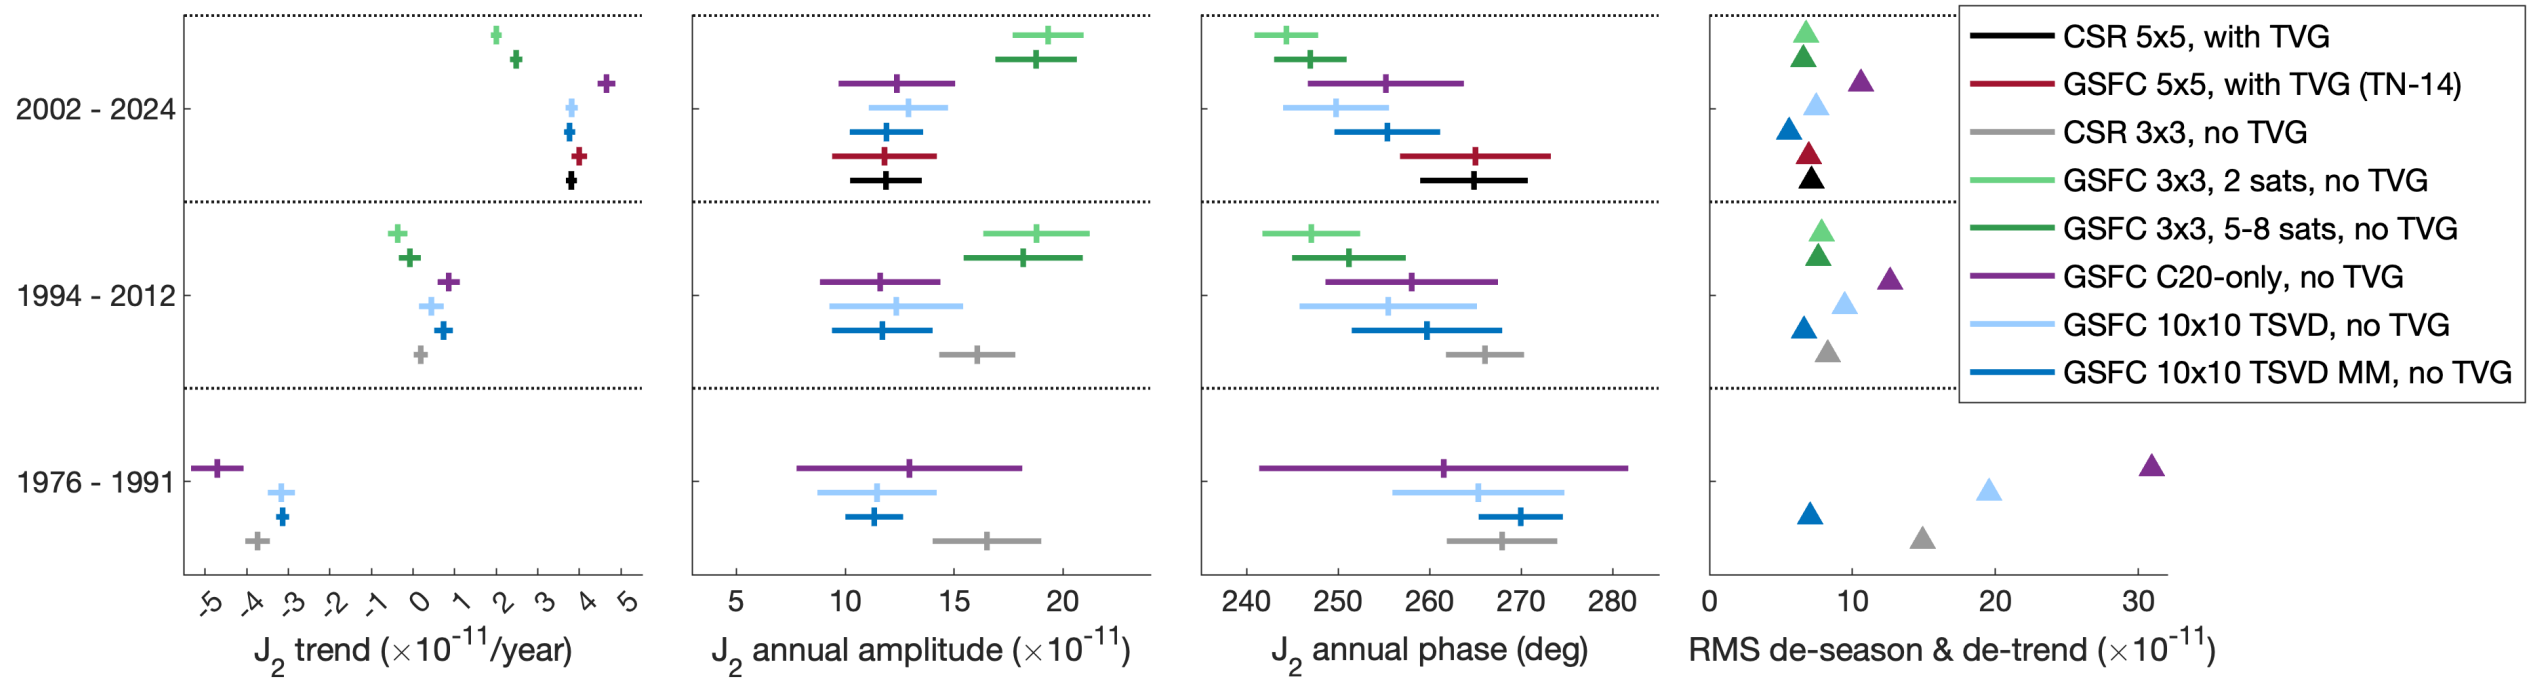 2002 - 2024
1994 - 2012
1976 - 1991
-5 -4 -3 -2 -1 0 1 2 3 4 5
J₂ trend (×10⁻¹¹/year)
5 10 15 20
J₂ annual amplitude (×10⁻¹¹)
240 250 260 270 280
J₂ annual phase (deg)
0 10 20 30
RMS de-season & de-trend (×10⁻¹¹)
CSR 5x5, with TVG
GSFC 5x5, with TVG (TN-14)
CSR 3x3, no TVG
GSFC 3x3, 2 sats, no TVG
GSFC 3x3, 5-8 sats, no TVG
GSFC C20-only, no TVG
GSFC 10x10 TSVD, no TVG
GSFC 10x10 TSVD MM, no TVG